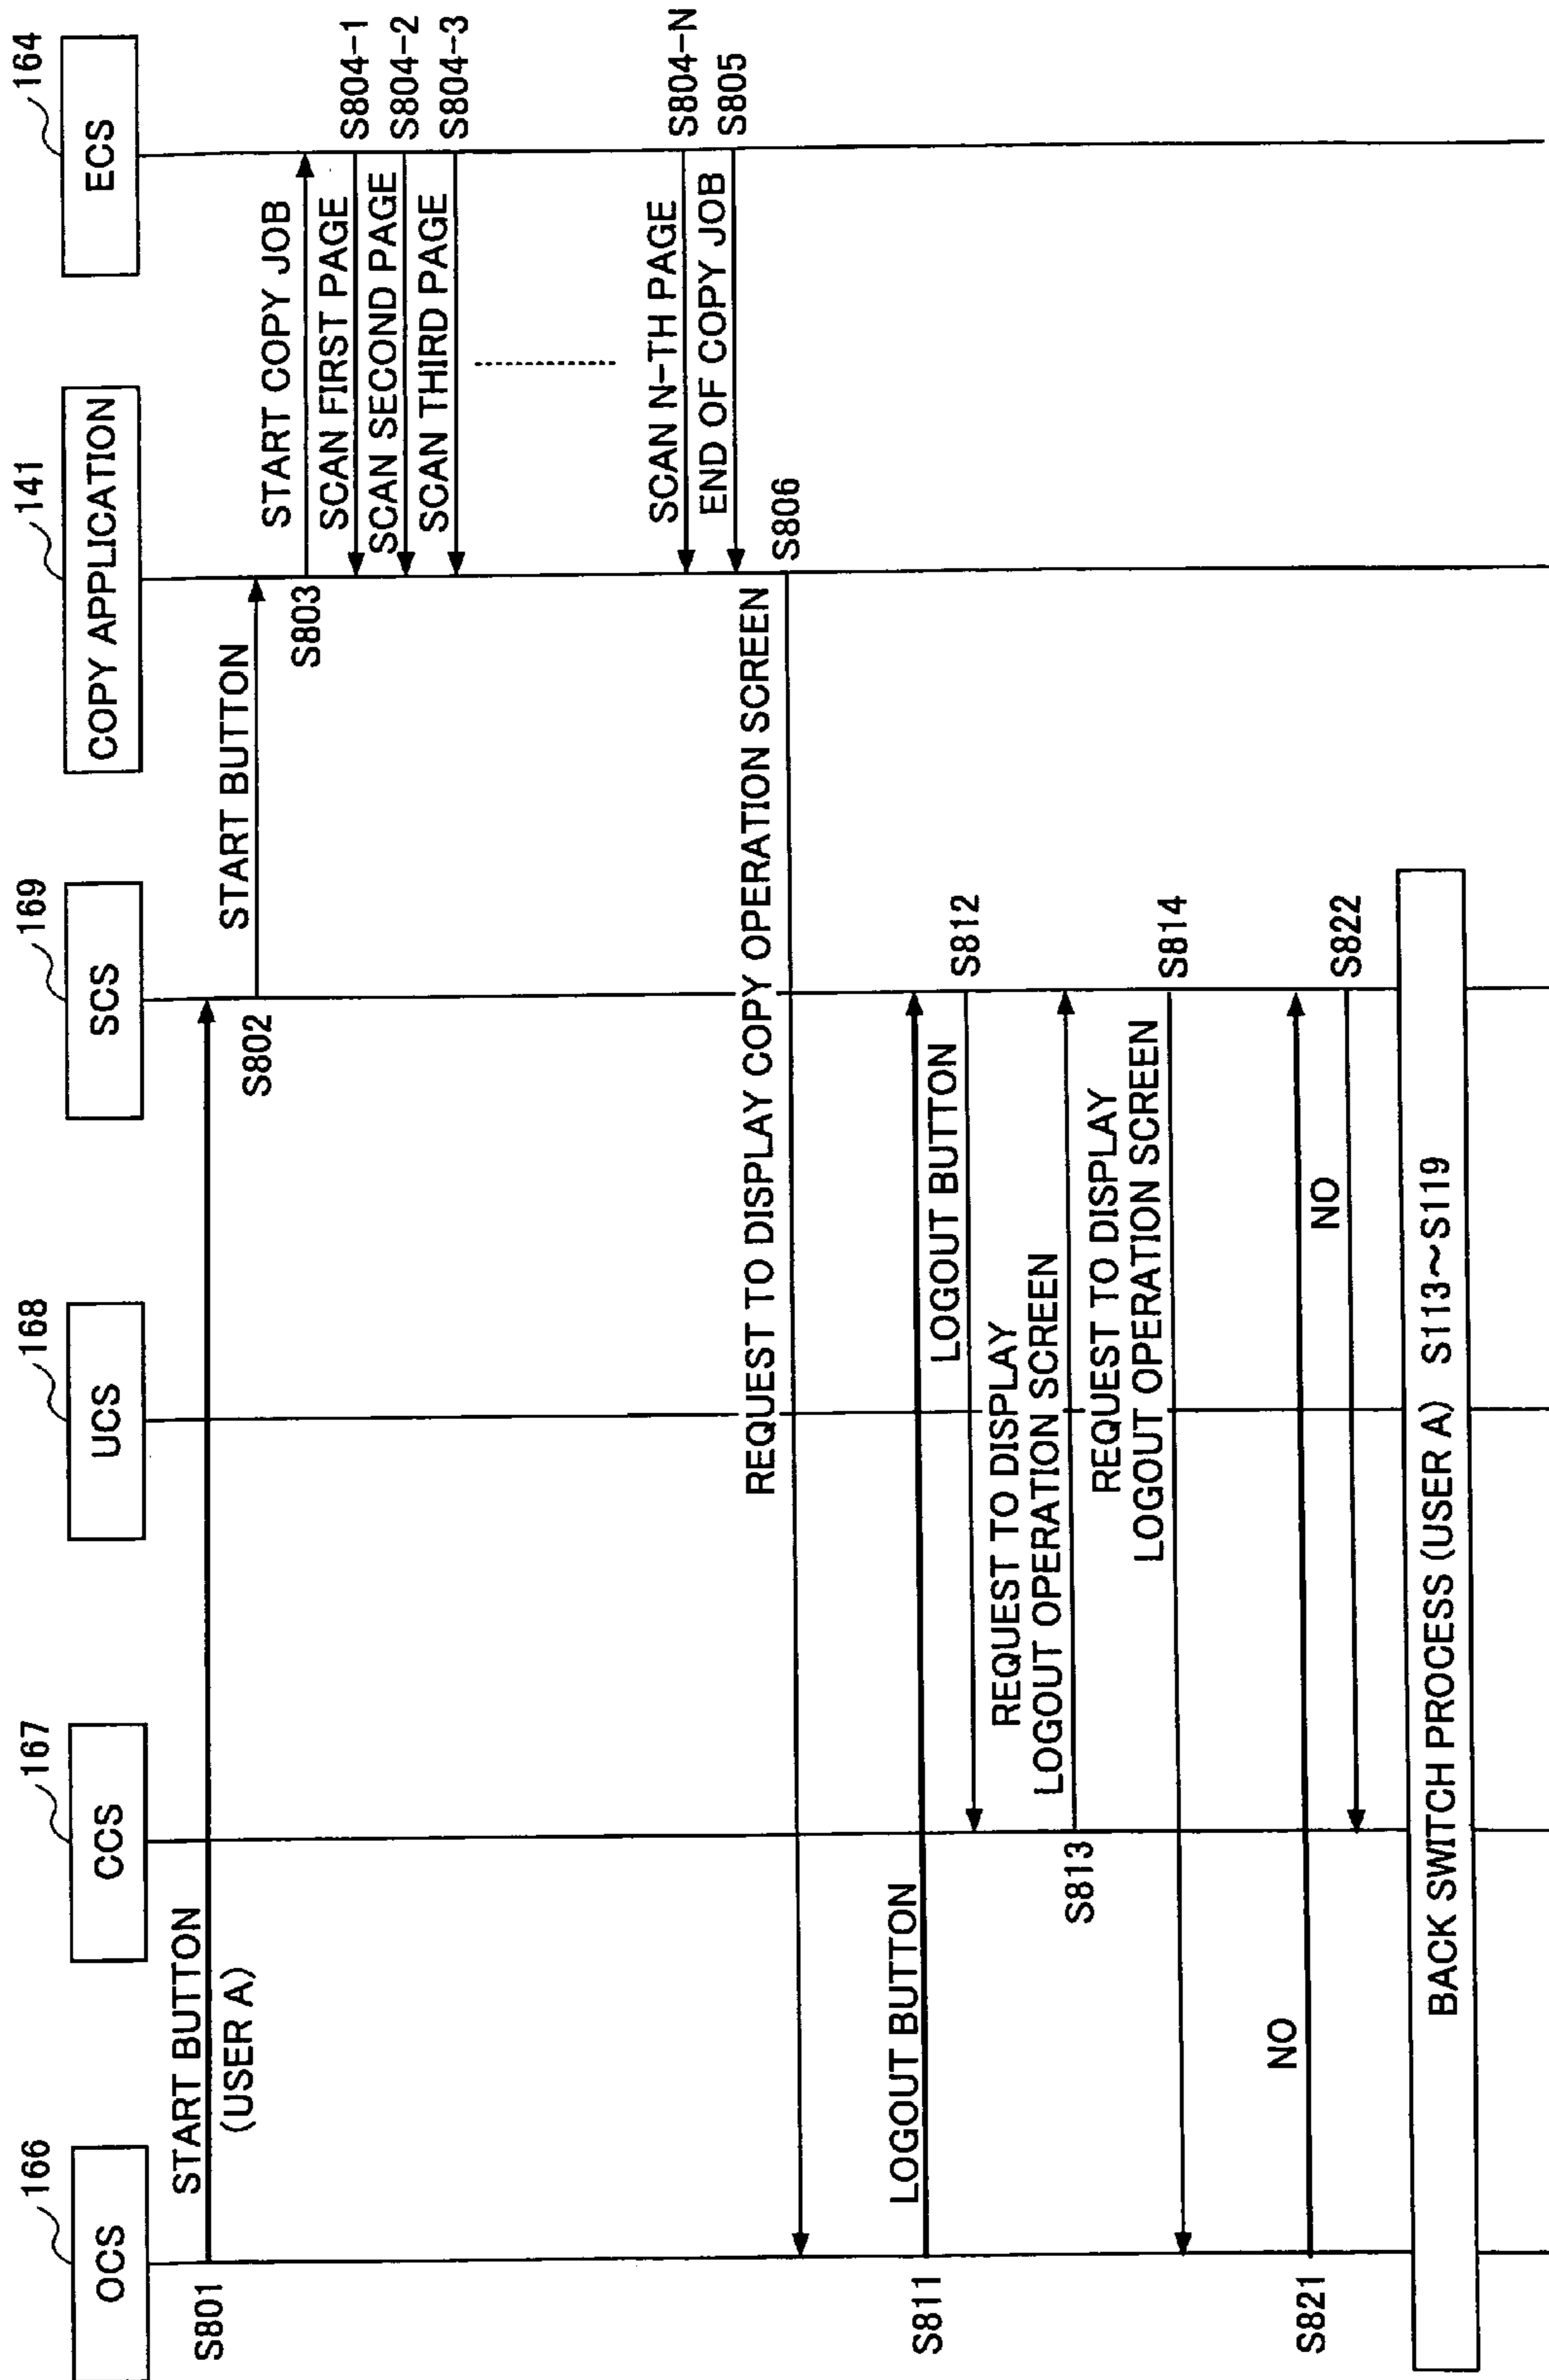 166
OCS
167
CCS
168
UCS
169
SCS
141
COPY APPLICATION
164
ECS
S801
START BUTTON
(USER A)
S802
START BUTTON
S803
START COPY JOB
SCAN FIRST PAGE
S804-1
SCAN SECOND PAGE
S804-2
SCAN THIRD PAGE
S804-3
SCAN N-TH PAGE
S804-N
END OF COPY JOB
S805
REQUEST TO DISPLAY COPY OPERATION SCREEN
S806
S811
LOGOUT BUTTON
LOGOUT BUTTON
S812
REQUEST TO DISPLAY
LOGOUT OPERATION SCREEN
S813
REQUEST TO DISPLAY
LOGOUT OPERATION SCREEN
S814
S821
NO
NO
S822
BACK SWITCH PROCESS (USER A) S113~S119